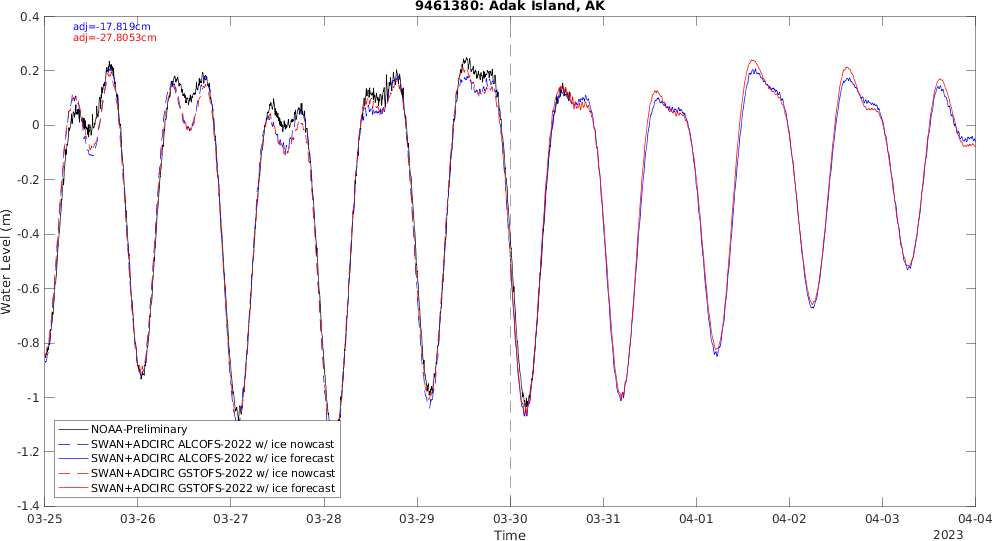 9461380: Adak Island, AK
adj=-17.819cm
adj=-27.8053cm
0.4
0.2
0
-0.2
-0.4
-0.6
-0.8
-1
-1.2
-1.4
Water Level (m)
NOAA-Preliminary
SWAN+ADCIRC ALCOFS-2022 w/ ice nowcast
SWAN+ADCIRC ALCOFS-2022 w/ ice forecast
SWAN+ADCIRC GSTOFS-2022 w/ ice nowcast
SWAN+ADCIRC GSTOFS-2022 w/ ice forecast
03-25 03-26 03-27 03-28 03-29 03-30 03-31 04-01 04-02 04-03 04-04
Time
2023